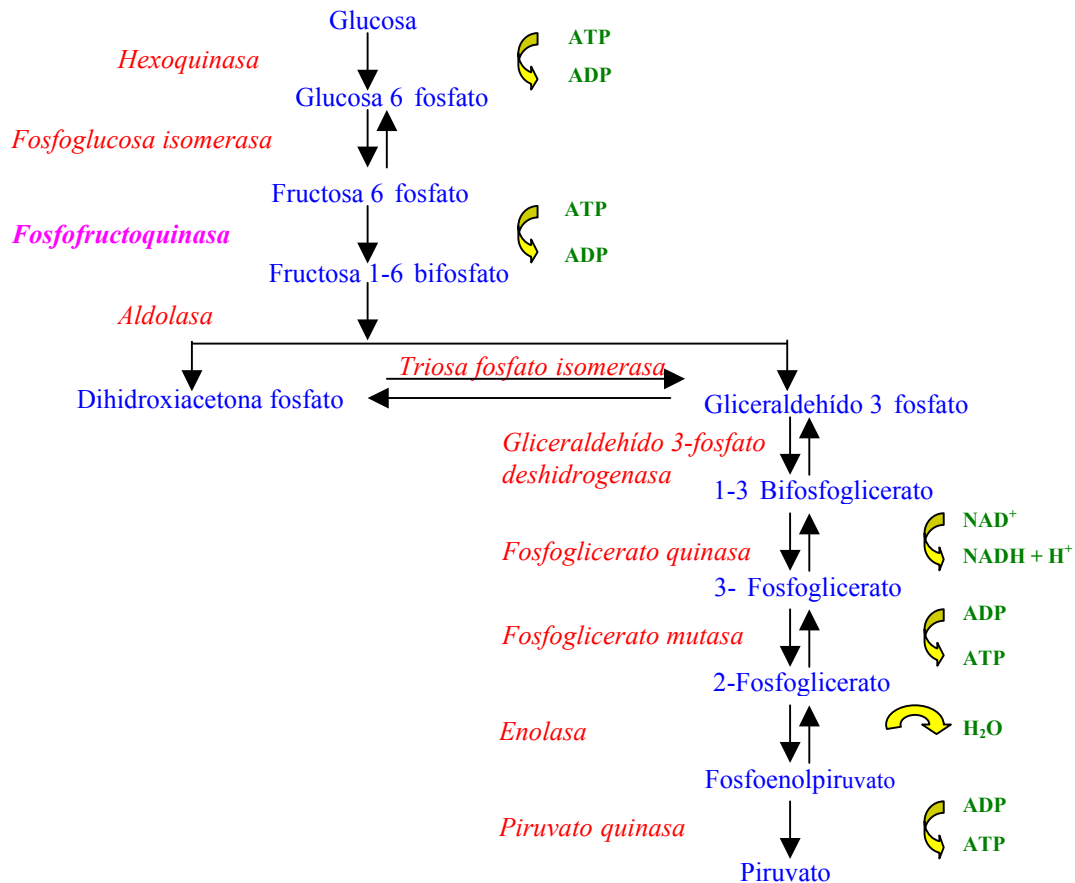 Glucosa
ATP
Hexoquinasa
ADP
Glucosa 6 fosfato
Fosfoglucosa isomerasa
Fructosa 6 fosfato
ATP
Fosfofructoquinasa
ADP
Fructosa 1-6 bifosfato
Aldolasa
Triosa fosfato isomerasa
Dihidroxiacetona fosfato
Gliceraldehído 3 fosfato
Gliceraldehído 3-fosfato
deshidrogenasa
1-3 Bifosfoglicerato
NAD⁺
Fosfoglicerato quinasa
NADH + H⁺
3- Fosfoglicerato
ADP
Fosfoglicerato mutasa
ATP
2-Fosfoglicerato
Enolasa
H₂O
Fosfoenolpiruvato
ADP
Piruvato quinasa
ATP
Piruvato